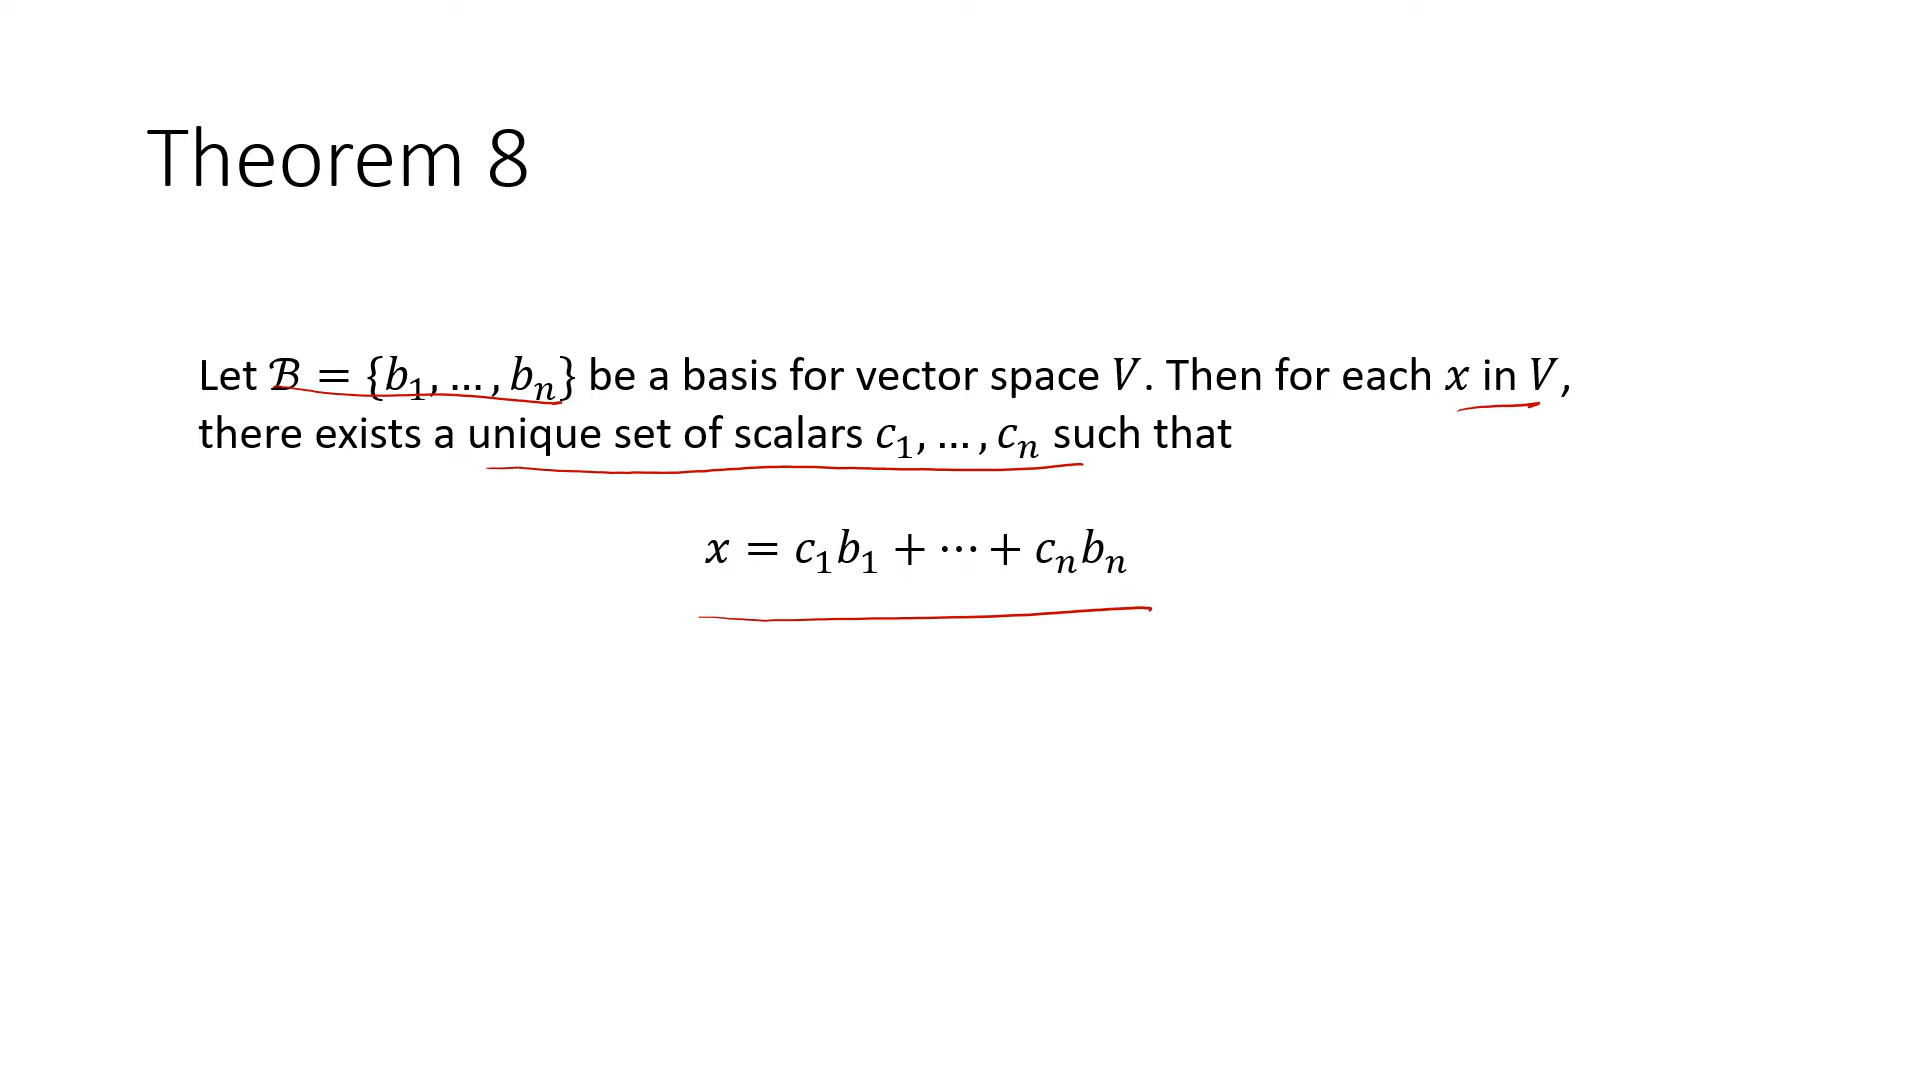 Theorem 8
Let ℬ = {b₁, … , bₙ} be a basis for vector space V. Then for each x in V,
there exists a unique set of scalars c₁, … , cₙ such that
x = c₁b₁ + ⋯ + cₙbₙ